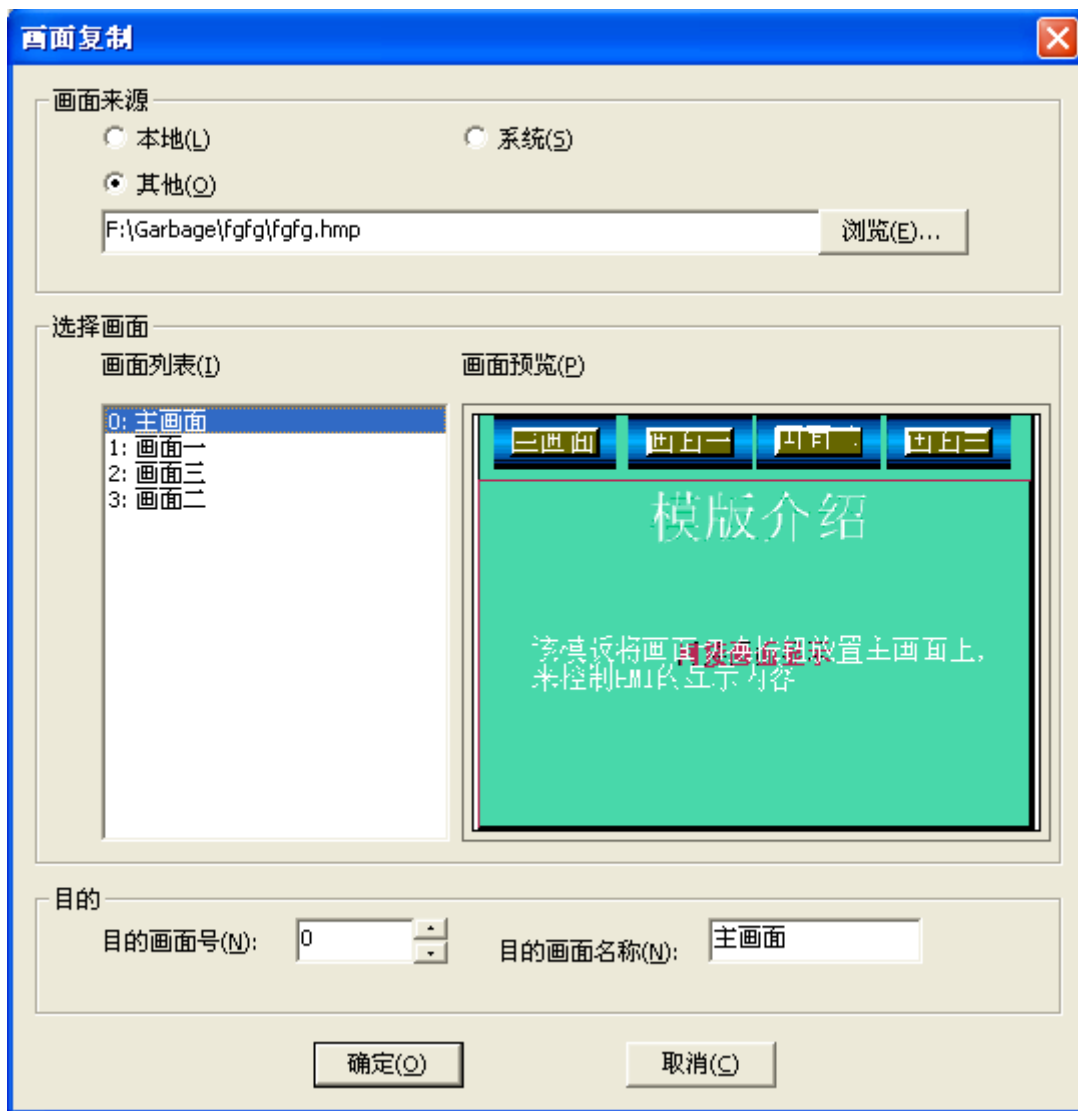 画面复制
画面来源
本地(L)
系统(S)
其他(O)
F:\Garbage\fgfg\fgfg.hmp
浏览(E)...
选择画面
画面列表(I)
画面预览(P)
0: 主画面
1: 画面一
2: 画面三
3: 画面二
模版介绍
目的
目的画面号(N):
0
目的画面名称(N):
主画面
确定(O)
取消(C)